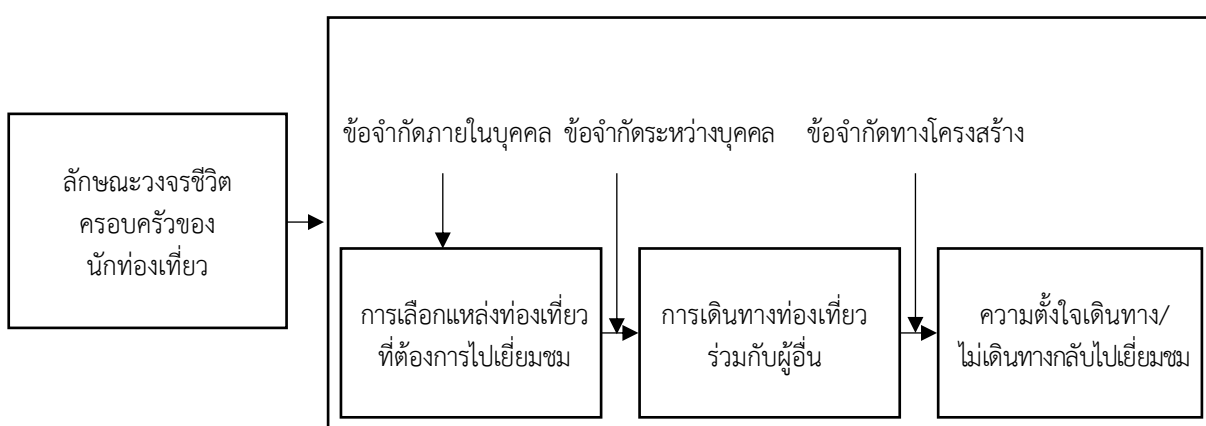 ข้อจำกัดภายในบุคคล ข้อจำกัดระหว่างบุคคล ข้อจำกัดทางโครงสร้าง
ลักษณะวงจรชีวิต
ครอบครัวของ
นักท่องเที่ยว
การเลือกแหล่งท่องเที่ยว
ที่ต้องการไปเยี่ยมชม
การเดินทางท่องเที่ยว
ร่วมกับผู้อื่น
ความตั้งใจเดินทาง/
ไม่เดินทางกลับไปเยี่ยมชม